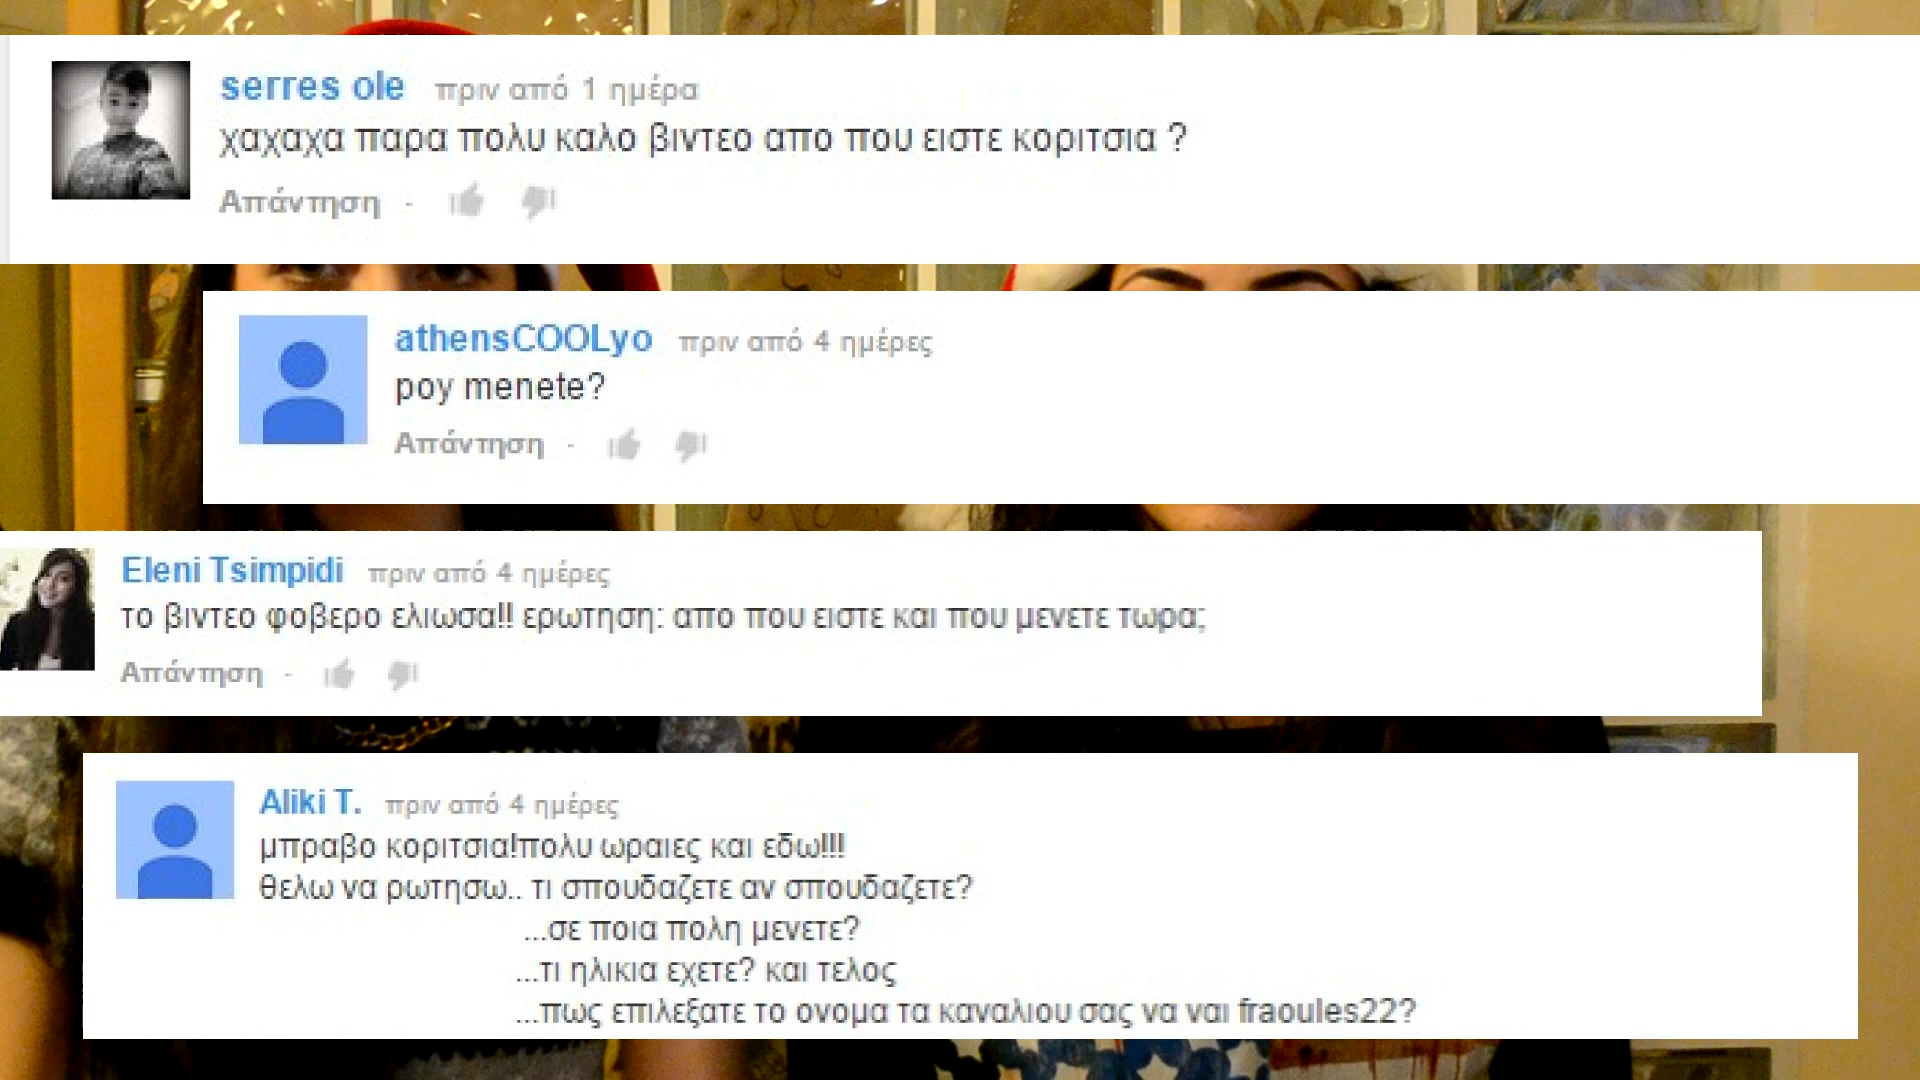 serres ole πριν από 1 ημέρα
χαχαχα παρα πολυ καλο βιντεο απο που ειστε κοριτσια ?
Απάντηση ·
athensCOOLyo πριν από 4 ημέρες
poy menete?
Απάντηση ·
Eleni Tsimpidi πριν από 4 ημέρες
το βιντεο φοβερο ελιωσα!! ερωτηση: απο που ειστε και που μενετε τωρα;
Απάντηση ·
Aliki T. πριν από 4 ημέρες
μπραβο κοριτσια!πολυ ωραιες και εδω!!!
θελω να ρωτησω.. τι σπουδαζετε αν σπουδαζετε?
...σε ποια πολη μενετε?
...τι ηλικια εχετε? και τελος
...πως επιλεξατε το ονομα τα καναλιου σας να ναι fraoules22?